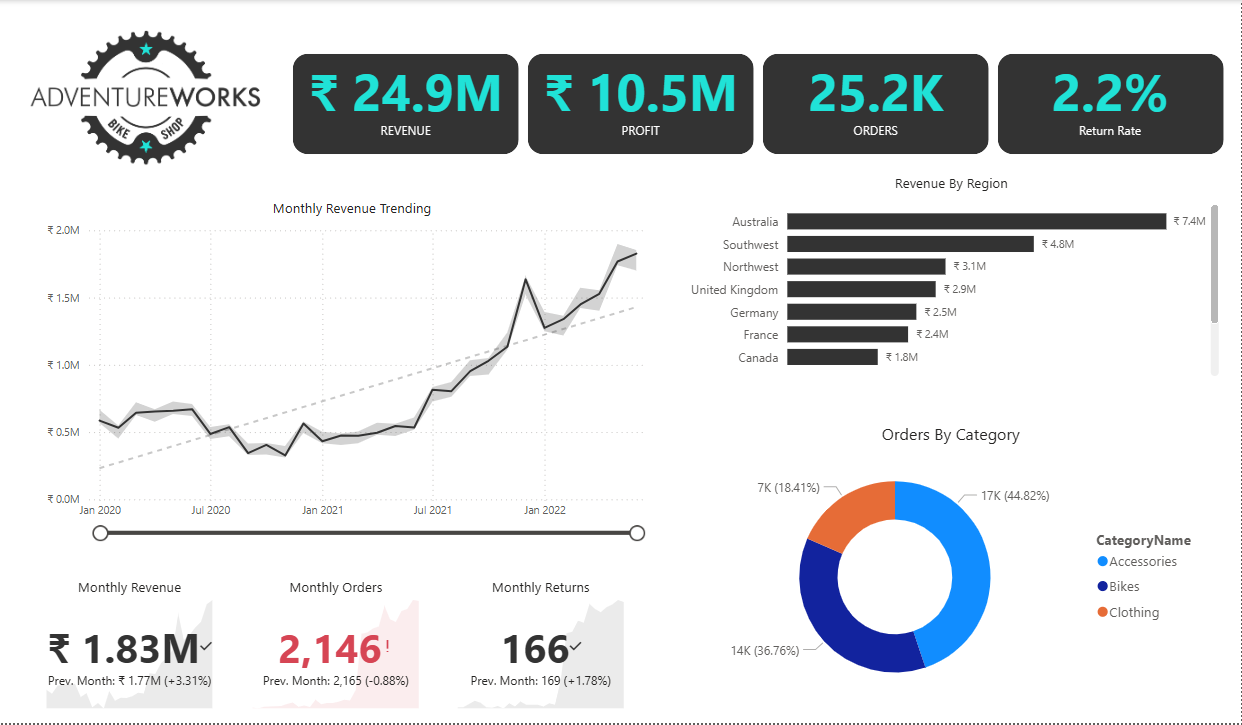 ADVENTUREWORKS
BIKE SHOP
₹ 24.9M
REVENUE
₹ 10.5M
PROFIT
25.2K
ORDERS
2.2%
Return Rate
Monthly Revenue Trending
₹ 2.0M
₹ 1.5M
₹ 1.0M
₹ 0.5M
₹ 0.0M
Jan 2020 Jul 2020 Jan 2021 Jul 2021 Jan 2022
Revenue By Region
Australia ₹ 7.4M
Southwest ₹ 4.8M
Northwest ₹ 3.1M
United Kingdom ₹ 2.9M
Germany ₹ 2.5M
France ₹ 2.4M
Canada ₹ 1.8M
Orders By Category
7K (18.41%)
17K (44.82%)
14K (36.76%)
CategoryName
Accessories
Bikes
Clothing
Monthly Revenue
₹ 1.83M
Prev. Month: ₹ 1.77M (+3.31%)
Monthly Orders
2,146!
Prev. Month: 2,165 (-0.88%)
Monthly Returns
166
Prev. Month: 169 (+1.78%)